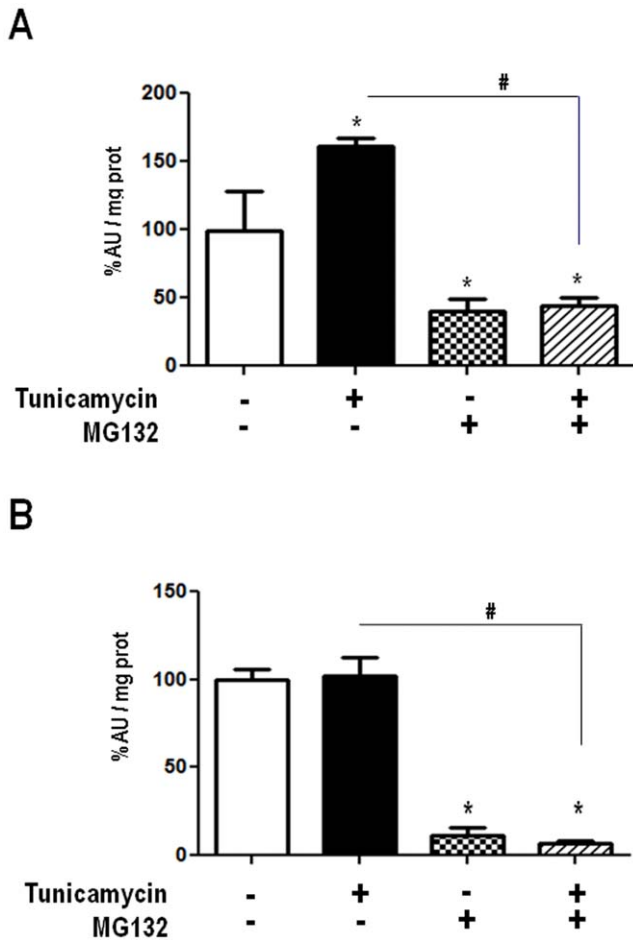 A
#
200
*
150
% AU / mg prot
100
* *
50
0
Tunicamycin - + - +
MG132 - - + +
B
150
#
% AU / mg prot
100
50
* *
0
Tunicamycin - + - +
MG132 - - + +